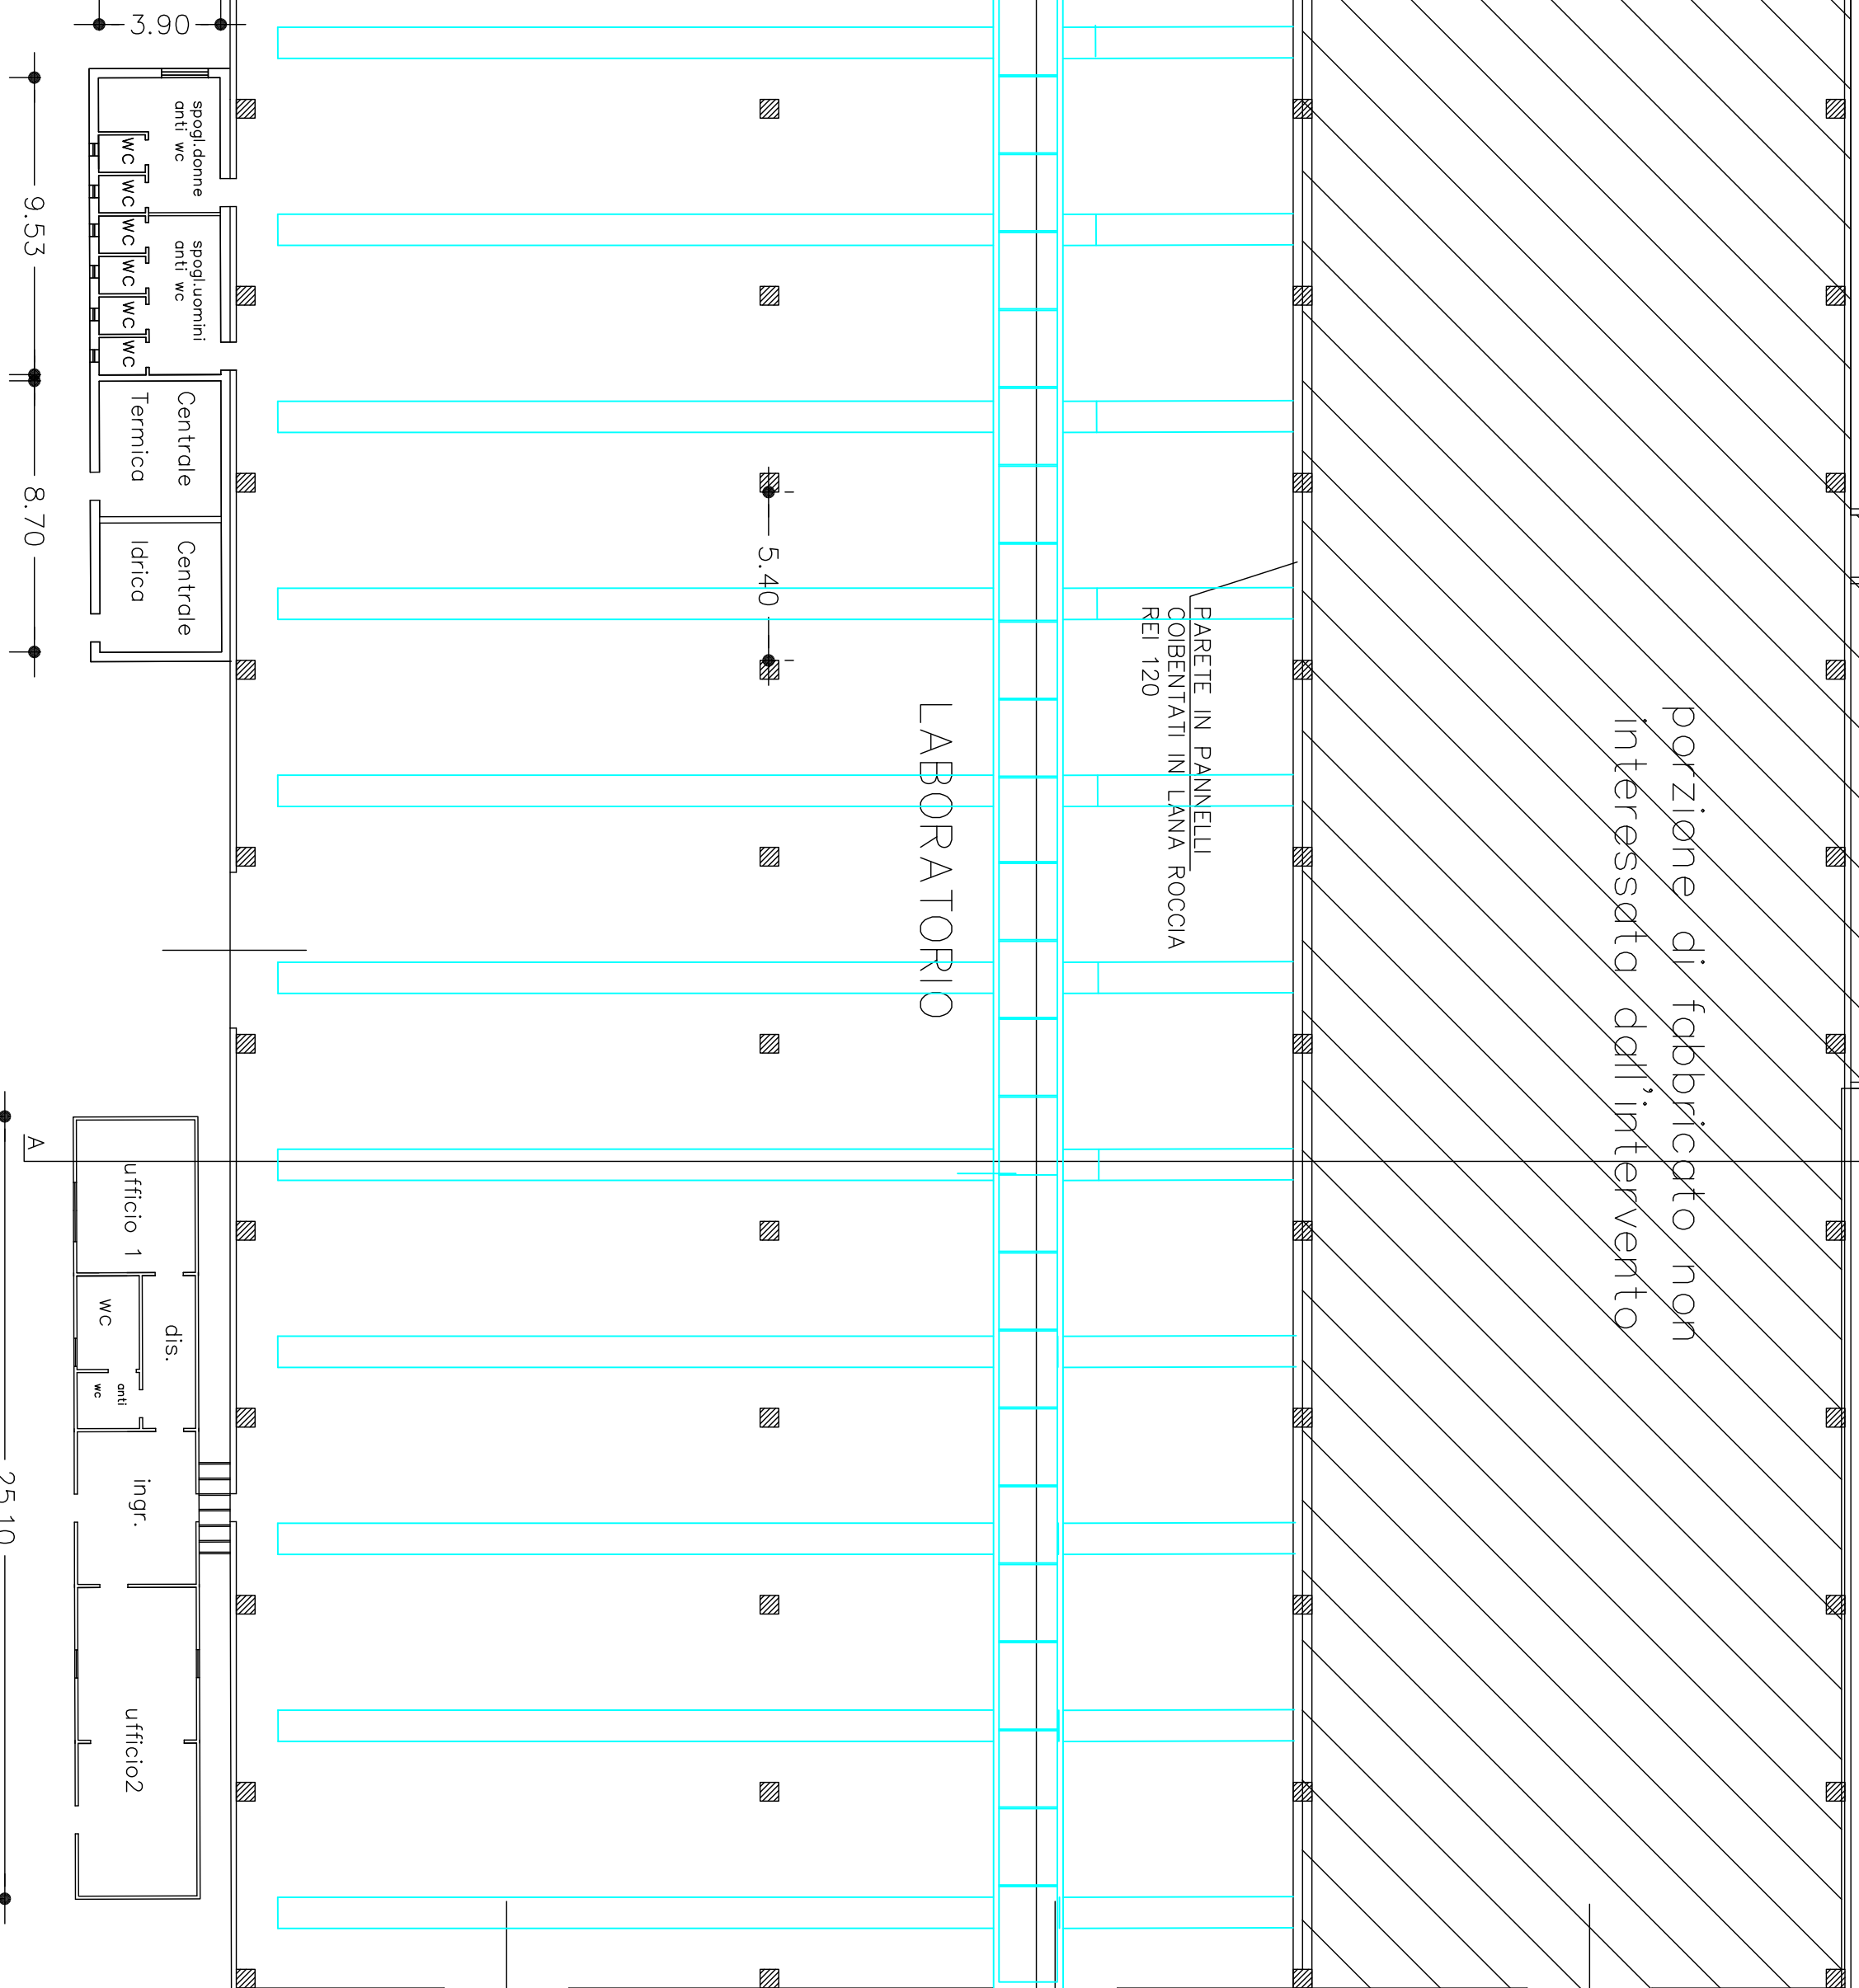 3.90
9.53
8.70
spogl.donne
anti wc
wc
wc
wc
wc
wc
wc
spogl.uomini
anti wc
Centrale
Termica
Centrale
Idrica
5.40
PARETE IN PANNELLI
COIBENTATI IN LANA ROCCIA
REI 120
LABORATORIO
porzione di fabbricato non
interessata dall'intervento
A
ufficio 1
wc
dis.
anti
wc
ingr.
ufficio2
25.10